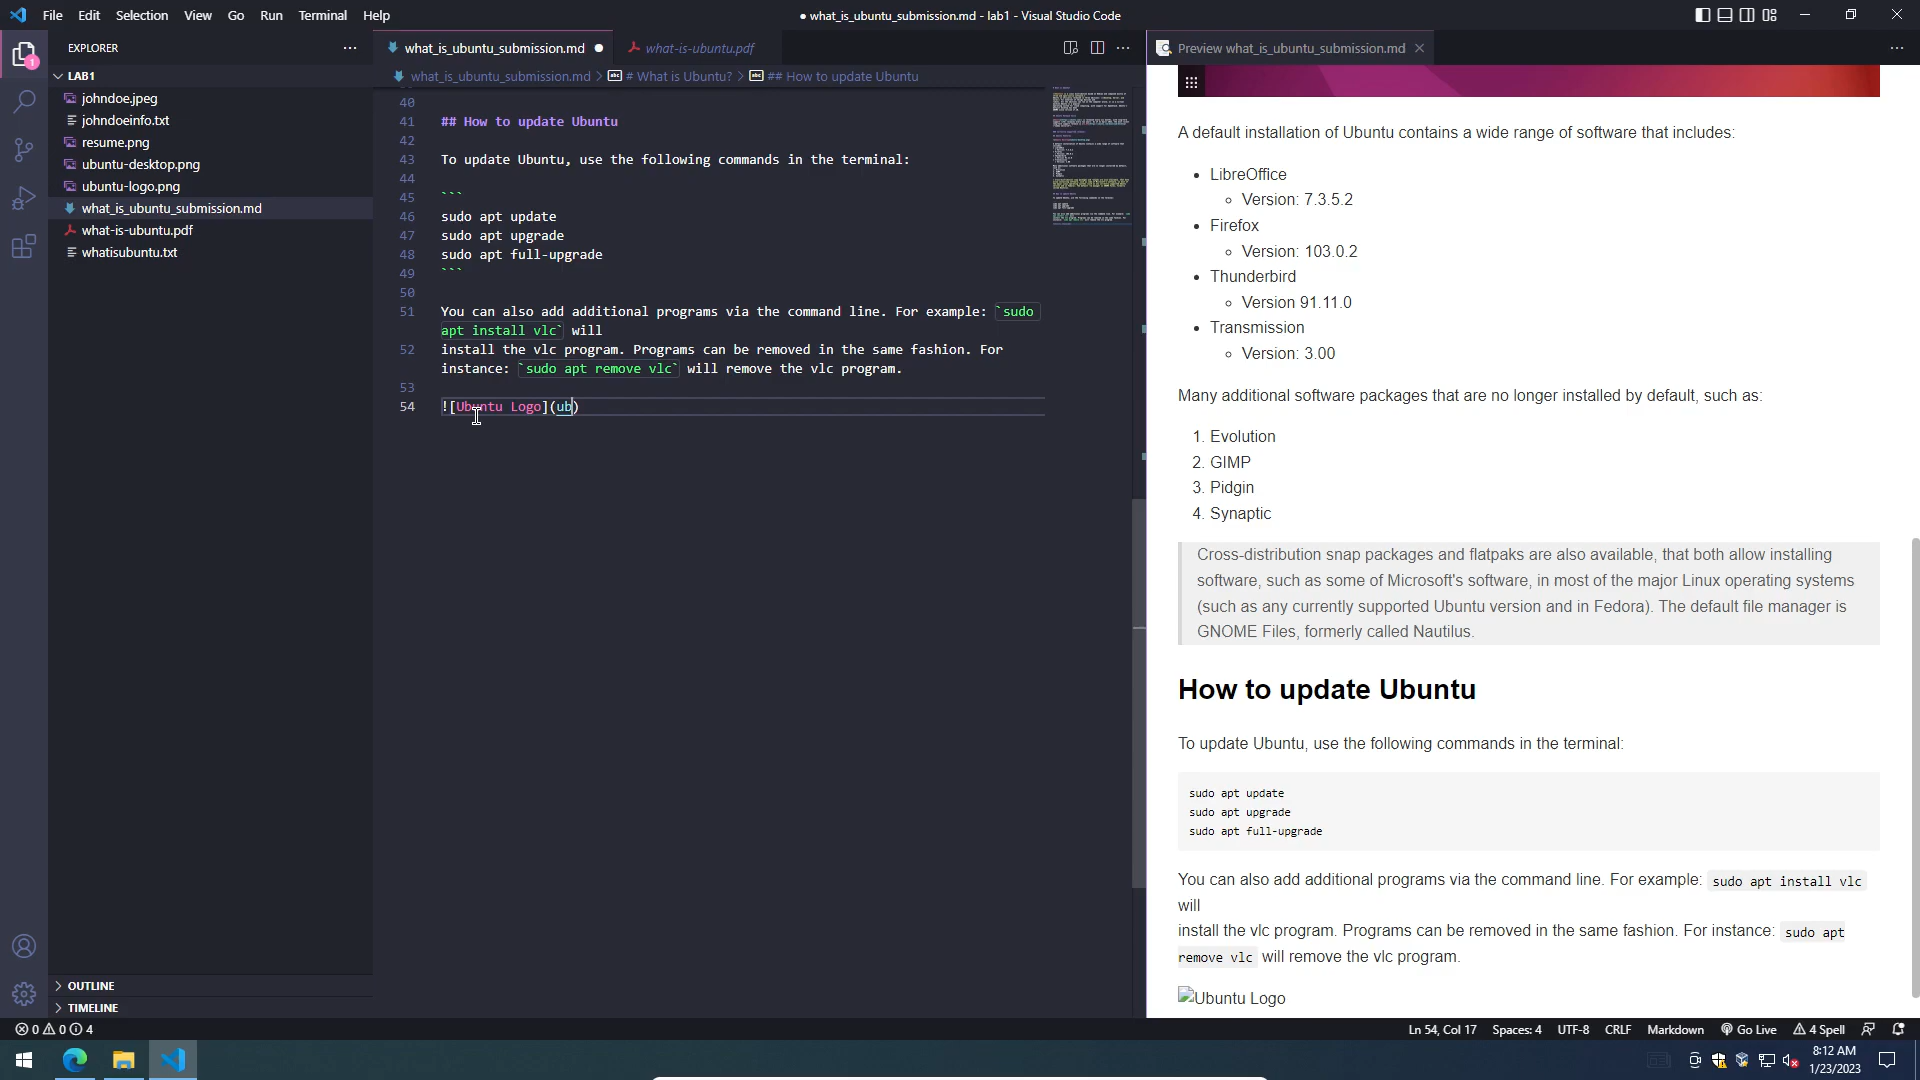 File Edit Selection View Go Run Terminal Help
● what_is_ubuntu_submission.md - lab1 - Visual Studio Code
EXPLORER
LAB1
johndoe.jpeg
johndoeinfo.txt
resume.png
ubuntu-desktop.png
ubuntu-logo.png
what_is_ubuntu_submission.md
what-is-ubuntu.pdf
whatisubuntu.txt
OUTLINE
TIMELINE
what_is_ubuntu_submission.md
what-is-ubuntu.pdf
what_is_ubuntu_submission.md > # What is Ubuntu? > ## How to update Ubuntu
40
41 ## How to update Ubuntu
42
43 To update Ubuntu, use the following commands in the terminal:
44
45 ```
46 sudo apt update
47 sudo apt upgrade
48 sudo apt full-upgrade
49 ```
50
51 You can also add additional programs via the command line. For example: `sudo
apt install vlc` will
52 install the vlc program. Programs can be removed in the same fashion. For
instance: `sudo apt remove vlc` will remove the vlc program.
53
54 ![Ubuntu Logo](ub)
Preview what_is_ubuntu_submission.md
A default installation of Ubuntu contains a wide range of software that includes:
• LibreOffice
◦ Version: 7.3.5.2
• Firefox
◦ Version: 103.0.2
• Thunderbird
◦ Version 91.11.0
• Transmission
◦ Version: 3.00
Many additional software packages that are no longer installed by default, such as:
1. Evolution
2. GIMP
3. Pidgin
4. Synaptic
Cross-distribution snap packages and flatpaks are also available, that both allow installing
software, such as some of Microsoft's software, in most of the major Linux operating systems
(such as any currently supported Ubuntu version and in Fedora). The default file manager is
GNOME Files, formerly called Nautilus.
How to update Ubuntu
To update Ubuntu, use the following commands in the terminal:
sudo apt update
sudo apt upgrade
sudo apt full-upgrade
You can also add additional programs via the command line. For example: sudo apt install vlc
will
install the vlc program. Programs can be removed in the same fashion. For instance: sudo apt
remove vlc will remove the vlc program.
Ubuntu Logo
0 0 4
Ln 54, Col 17 Spaces: 4 UTF-8 CRLF Markdown Go Live 4 Spell
8:12 AM
1/23/2023